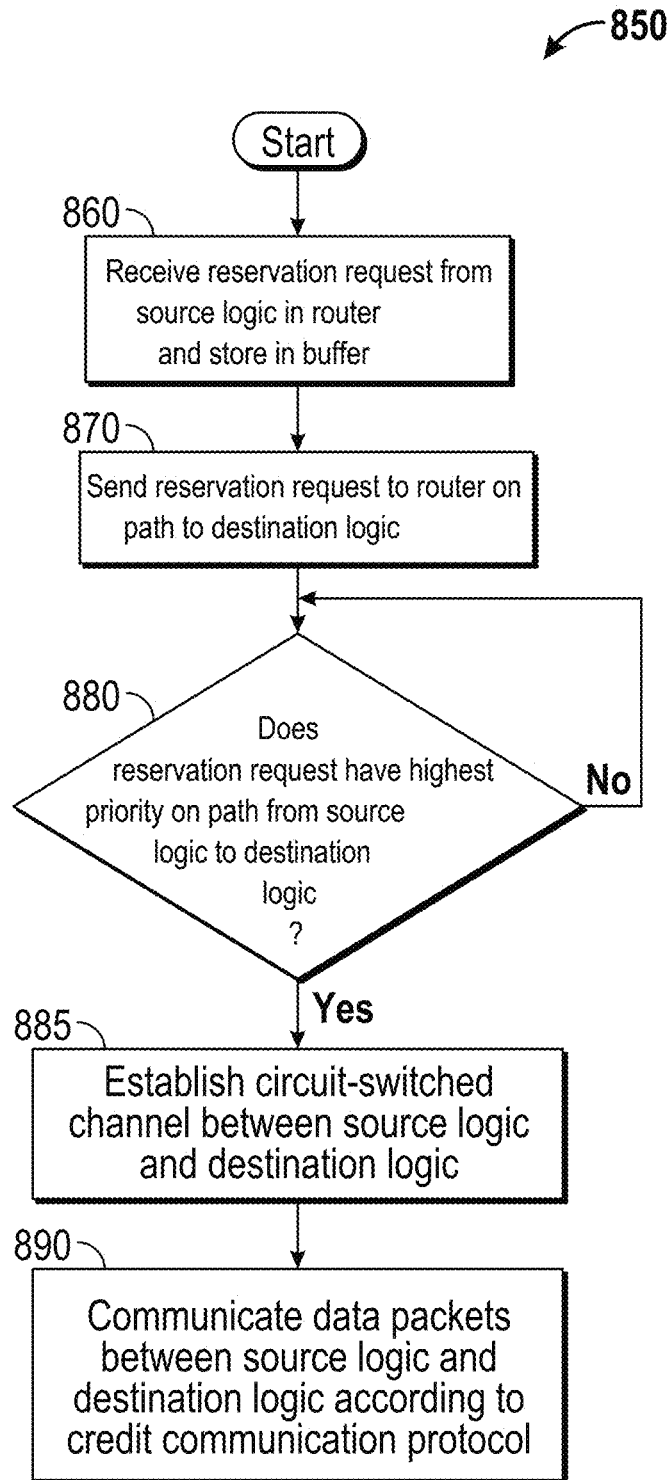 850
Start
860
Receive reservation request from
source logic in router
and store in buffer
870
Send reservation request to router on
path to destination logic
880
Does
reservation request have highest
priority on path from source
logic to destination
logic
?
No
Yes
885
Establish circuit-switched
channel between source logic
and destination logic
890
Communicate data packets
between source logic and
destination logic according to
credit communication protocol